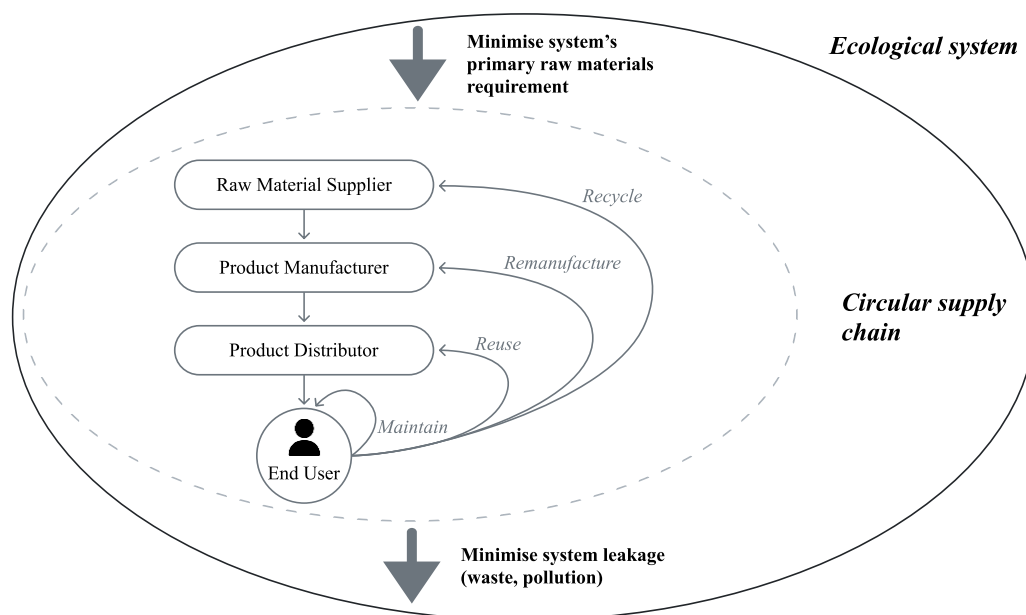 Minimise system's
primary raw materials
requirement
Ecological system
Raw Material Supplier
Recycle
Product Manufacturer
Remanufacture
Circular supply
chain
Product Distributor
Reuse
Maintain
End User
Minimise system leakage
(waste, pollution)